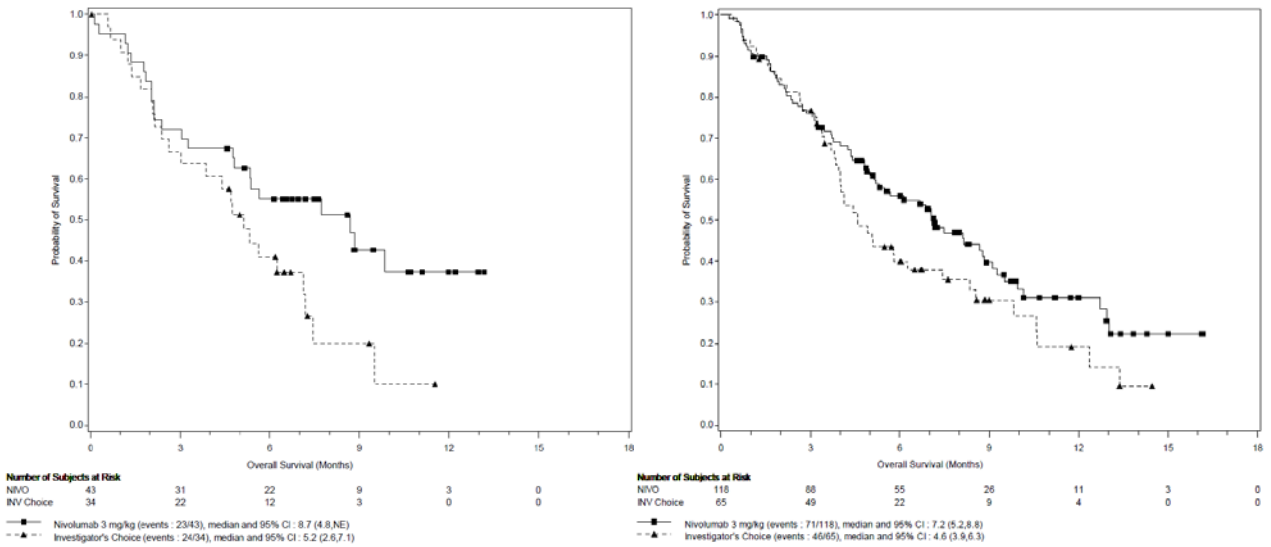 1.0
0.9
0.8
0.7
0.6
0.5
0.4
0.3
0.2
0.1
0.0
Probability of Survival
0 3 6 9 12 15 18
Overall Survival (Months)
Number of Subjects at Risk
NIVO 43 31 22 9 3 0
INV Choice 34 22 12 3 0 0
Nivolumab 3 mg/kg (events : 23/43), median and 95% CI : 8.7 (4.8,NE)
Investigator's Choice (events : 24/34), median and 95% CI : 5.2 (2.6,7.1)
1.0
0.9
0.8
0.7
0.6
0.5
0.4
0.3
0.2
0.1
0.0
Probability of Survival
0 3 6 9 12 15 18
Overall Survival (Months)
Number of Subjects at Risk
NIVO 118 88 55 26 11 3 0
INV Choice 65 49 22 9 4 0 0
Nivolumab 3 mg/kg (events : 71/118), median and 95% CI : 7.2 (5.2,8.8)
Investigator's Choice (events : 46/65), median and 95% CI : 4.6 (3.9,6.3)